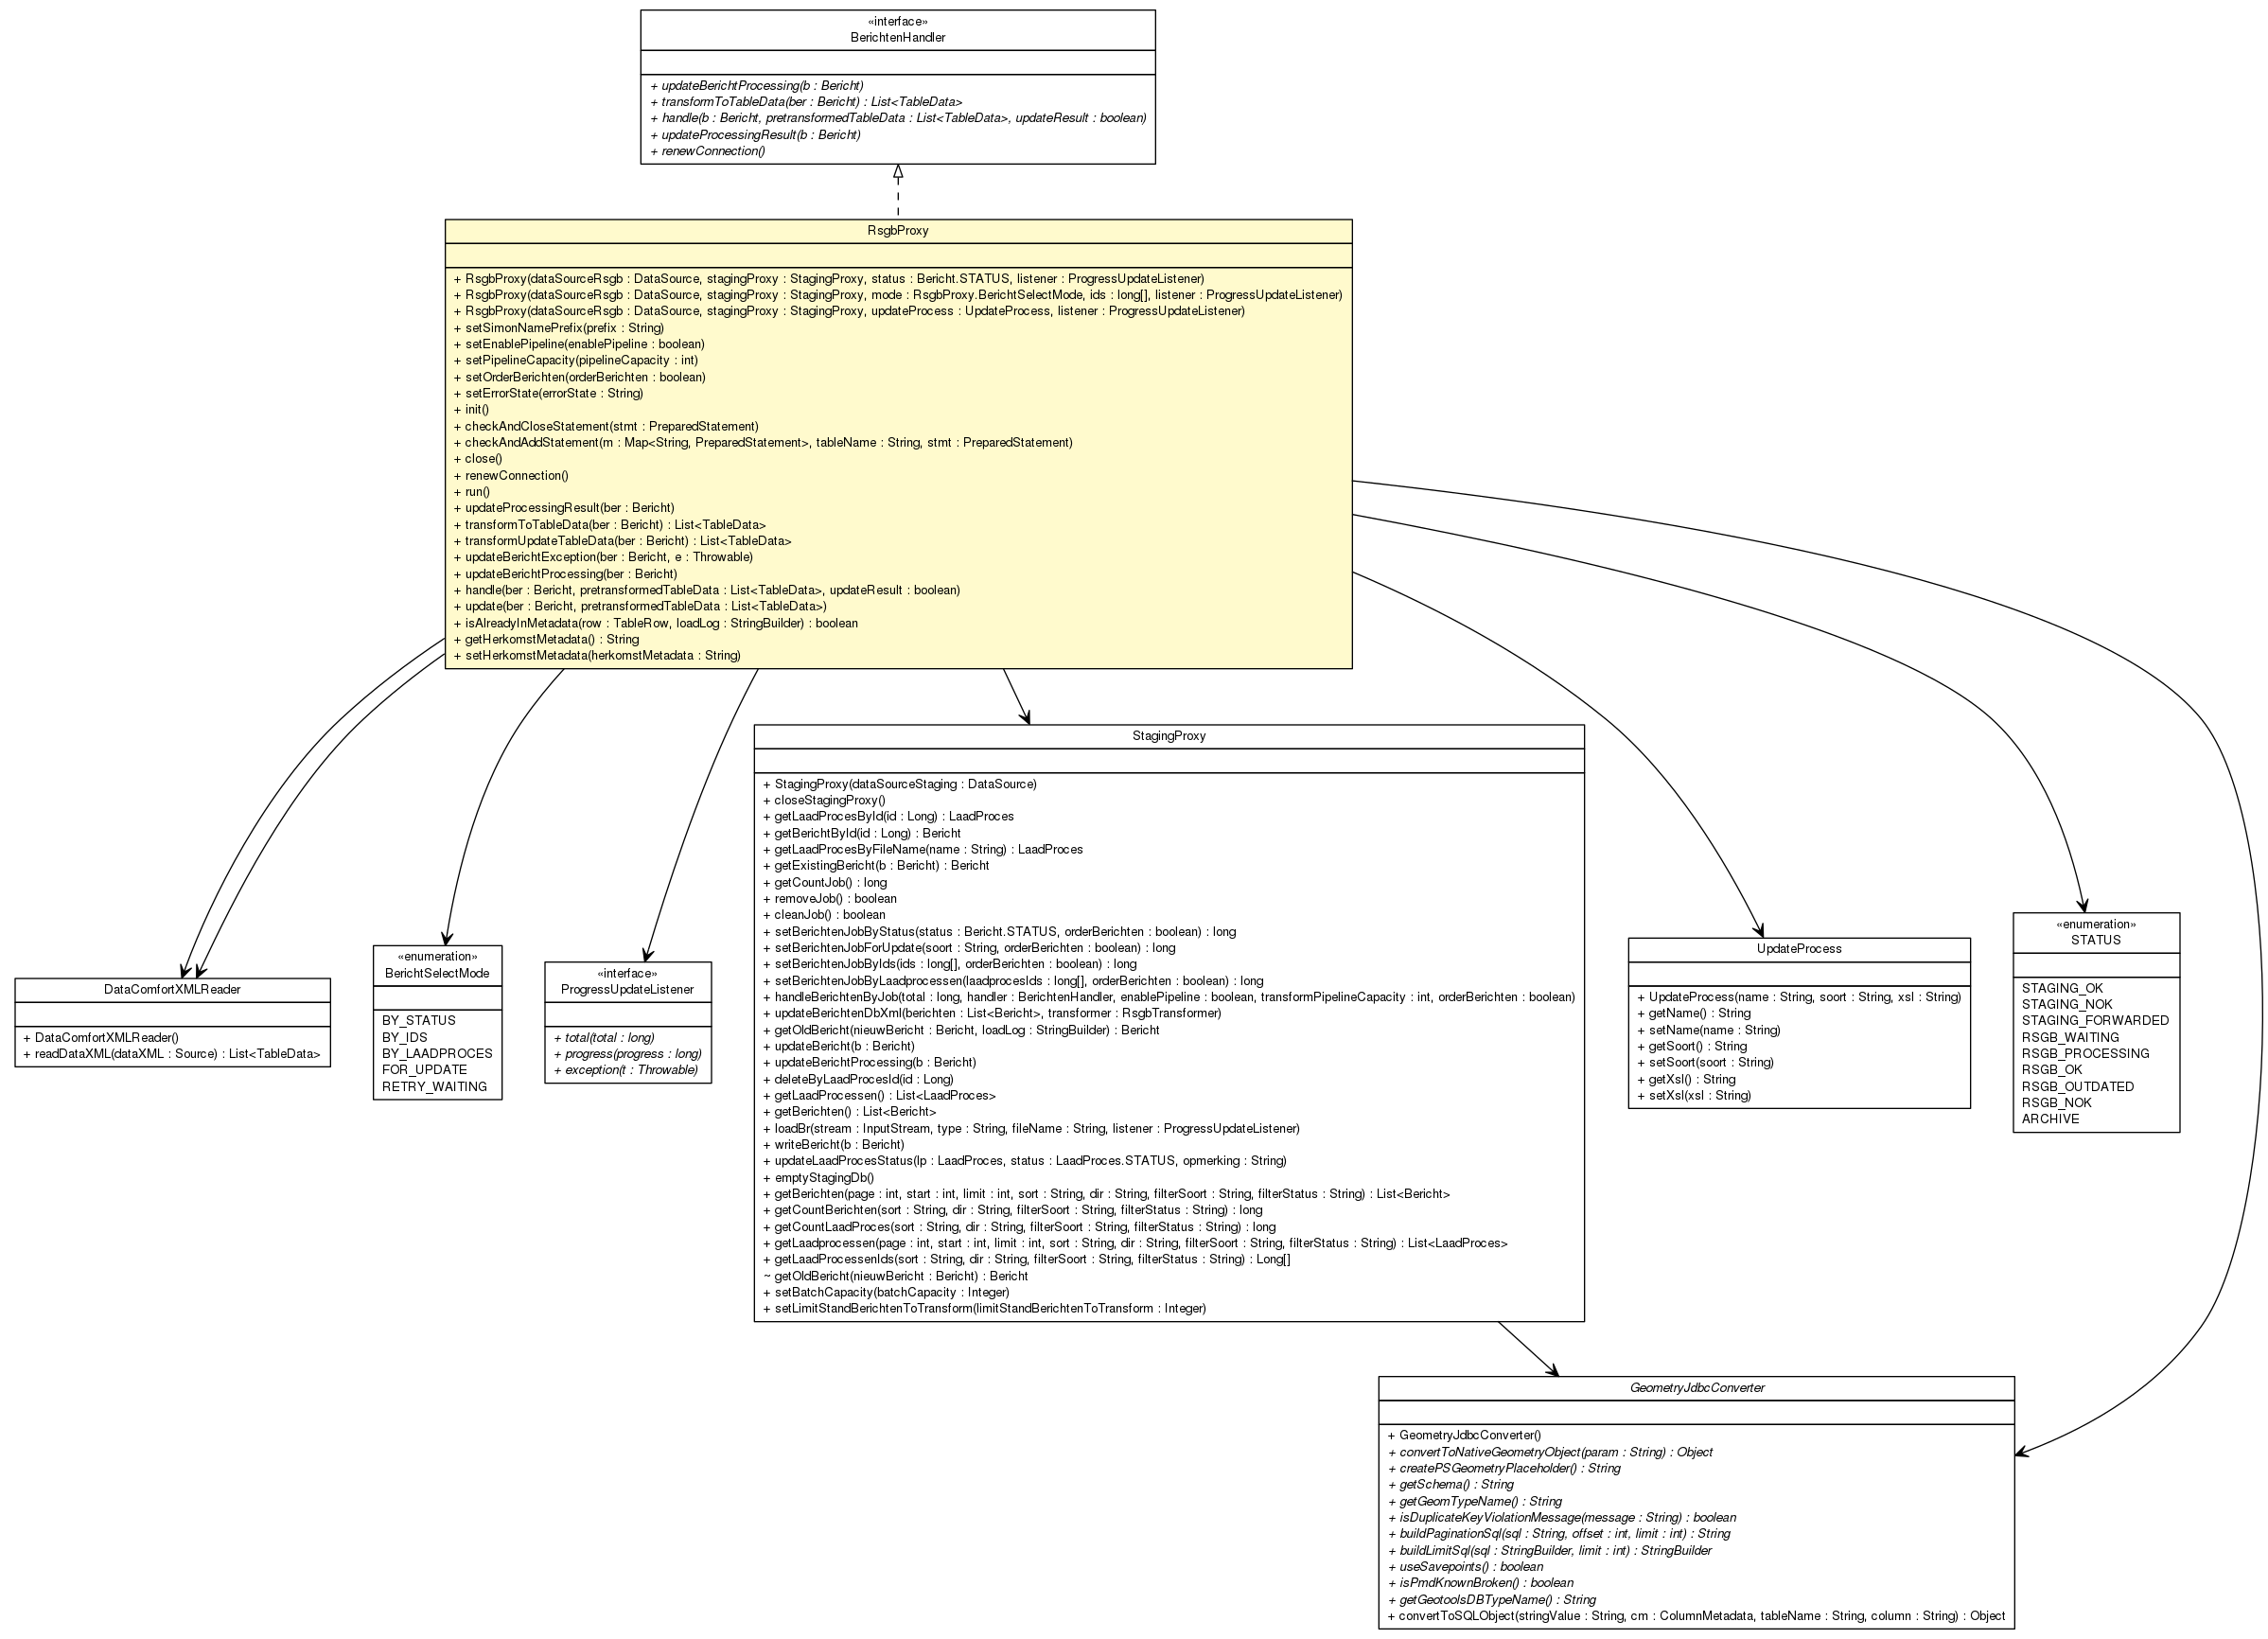 «interface»
BerichtenHandler
+ updateBerichtProcessing(b : Bericht)
+ transformToTableData(ber : Bericht) : List<TableData>
+ handle(b : Bericht, pretransformedTableData : List<TableData>, updateResult : boolean)
+ updateProcessingResult(b : Bericht)
+ renewConnection()
RsgbProxy
+ RsgbProxy(dataSourceRsgb : DataSource, stagingProxy : StagingProxy, status : Bericht.STATUS, listener : ProgressUpdateListener)
+ RsgbProxy(dataSourceRsgb : DataSource, stagingProxy : StagingProxy, mode : RsgbProxy.BerichtSelectMode, ids : long[], listener : ProgressUpdateListener)
+ RsgbProxy(dataSourceRsgb : DataSource, stagingProxy : StagingProxy, updateProcess : UpdateProcess, listener : ProgressUpdateListener)
+ setSimonNamePrefix(prefix : String)
+ setEnablePipeline(enablePipeline : boolean)
+ setPipelineCapacity(pipelineCapacity : int)
+ setOrderBerichten(orderBerichten : boolean)
+ setErrorState(errorState : String)
+ init()
+ checkAndCloseStatement(stmt : PreparedStatement)
+ checkAndAddStatement(m : Map<String, PreparedStatement>, tableName : String, stmt : PreparedStatement)
+ close()
+ renewConnection()
+ run()
+ updateProcessingResult(ber : Bericht)
+ transformToTableData(ber : Bericht) : List<TableData>
+ transformUpdateTableData(ber : Bericht) : List<TableData>
+ updateBerichtException(ber : Bericht, e : Throwable)
+ updateBerichtProcessing(ber : Bericht)
+ handle(ber : Bericht, pretransformedTableData : List<TableData>, updateResult : boolean)
+ update(ber : Bericht, pretransformedTableData : List<TableData>)
+ isAlreadyInMetadata(row : TableRow, loadLog : StringBuilder) : boolean
+ getHerkomstMetadata() : String
+ setHerkomstMetadata(herkomstMetadata : String)
DataComfortXMLReader
+ DataComfortXMLReader()
+ readDataXML(dataXML : Source) : List<TableData>
«enumeration»
BerichtSelectMode
BY_STATUS
BY_IDS
BY_LAADPROCES
FOR_UPDATE
RETRY_WAITING
«interface»
ProgressUpdateListener
+ total(total : long)
+ progress(progress : long)
+ exception(t : Throwable)
StagingProxy
+ StagingProxy(dataSourceStaging : DataSource)
+ closeStagingProxy()
+ getLaadProcesById(id : Long) : LaadProces
+ getBerichtById(id : Long) : Bericht
+ getLaadProcesByFileName(name : String) : LaadProces
+ getExistingBericht(b : Bericht) : Bericht
+ getCountJob() : long
+ removeJob() : boolean
+ cleanJob() : boolean
+ setBerichtenJobByStatus(status : Bericht.STATUS, orderBerichten : boolean) : long
+ setBerichtenJobForUpdate(soort : String, orderBerichten : boolean) : long
+ setBerichtenJobByIds(ids : long[], orderBerichten : boolean) : long
+ setBerichtenJobByLaadprocessen(laadprocesIds : long[], orderBerichten : boolean) : long
+ handleBerichtenByJob(total : long, handler : BerichtenHandler, enablePipeline : boolean, transformPipelineCapacity : int, orderBerichten : boolean)
+ updateBerichtenDbXml(berichten : List<Bericht>, transformer : RsgbTransformer)
+ getOldBericht(nieuwBericht : Bericht, loadLog : StringBuilder) : Bericht
+ updateBericht(b : Bericht)
+ updateBerichtProcessing(b : Bericht)
+ deleteByLaadProcesId(id : Long)
+ getLaadProcessen() : List<LaadProces>
+ getBerichten() : List<Bericht>
+ loadBr(stream : InputStream, type : String, fileName : String, listener : ProgressUpdateListener)
+ writeBericht(b : Bericht)
+ updateLaadProcesStatus(lp : LaadProces, status : LaadProces.STATUS, opmerking : String)
+ emptyStagingDb()
+ getBerichten(page : int, start : int, limit : int, sort : String, dir : String, filterSoort : String, filterStatus : String) : List<Bericht>
+ getCountBerichten(sort : String, dir : String, filterSoort : String, filterStatus : String) : long
+ getCountLaadProces(sort : String, dir : String, filterSoort : String, filterStatus : String) : long
+ getLaadprocessen(page : int, start : int, limit : int, sort : String, dir : String, filterSoort : String, filterStatus : String) : List<LaadProces>
+ getLaadProcessenIds(sort : String, dir : String, filterSoort : String, filterStatus : String) : Long[]
~ getOldBericht(nieuwBericht : Bericht) : Bericht
+ setBatchCapacity(batchCapacity : Integer)
+ setLimitStandBerichtenToTransform(limitStandBerichtenToTransform : Integer)
UpdateProcess
+ UpdateProcess(name : String, soort : String, xsl : String)
+ getName() : String
+ setName(name : String)
+ getSoort() : String
+ setSoort(soort : String)
+ getXsl() : String
+ setXsl(xsl : String)
«enumeration»
STATUS
STAGING_OK
STAGING_NOK
STAGING_FORWARDED
RSGB_WAITING
RSGB_PROCESSING
RSGB_OK
RSGB_OUTDATED
RSGB_NOK
ARCHIVE
GeometryJdbcConverter
+ GeometryJdbcConverter()
+ convertToNativeGeometryObject(param : String) : Object
+ createPSGeometryPlaceholder() : String
+ getSchema() : String
+ getGeomTypeName() : String
+ isDuplicateKeyViolationMessage(message : String) : boolean
+ buildPaginationSql(sql : String, offset : int, limit : int) : String
+ buildLimitSql(sql : StringBuilder, limit : int) : StringBuilder
+ useSavepoints() : boolean
+ isPmdKnownBroken() : boolean
+ getGeotoolsDBTypeName() : String
+ convertToSQLObject(stringValue : String, cm : ColumnMetadata, tableName : String, column : String) : Object